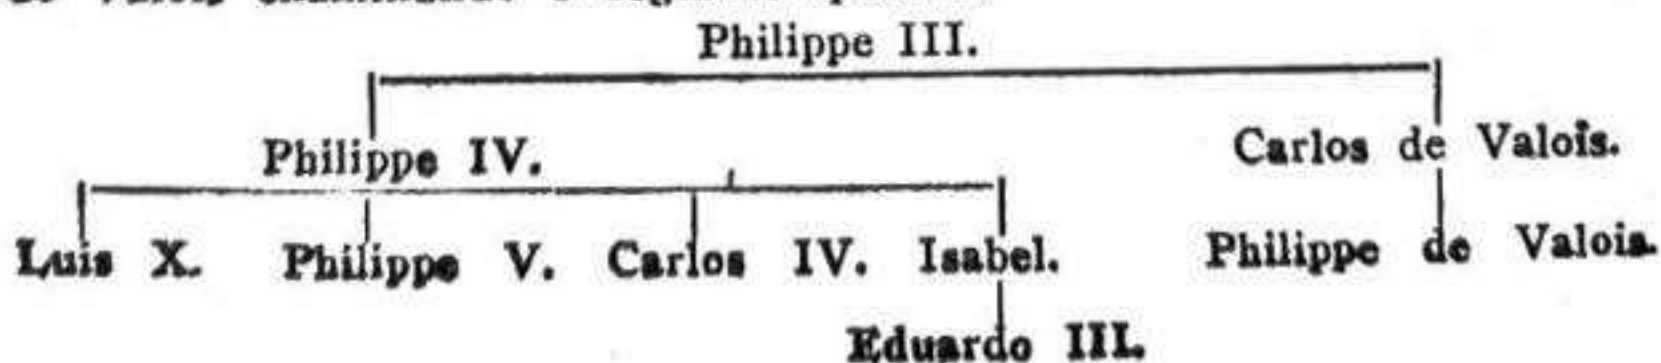 Philippe III.
Philippe IV. Carlos de Valois.
Luis X. Philippe V. Carlos IV. Isabel. Philippe de Valois.
Eduardo III.